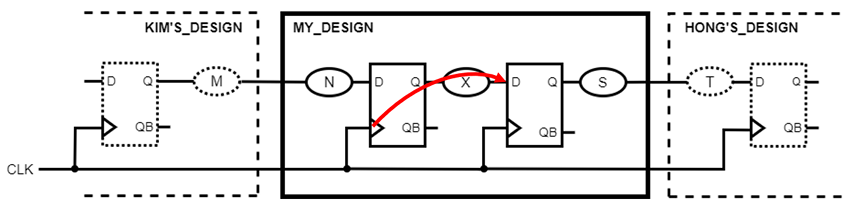 KIM'S_DESIGN
MY_DESIGN
HONG'S_DESIGN
D Q
M
N
D Q
X
D Q
S
T
D Q
QB
QB
QB
QB
CLK